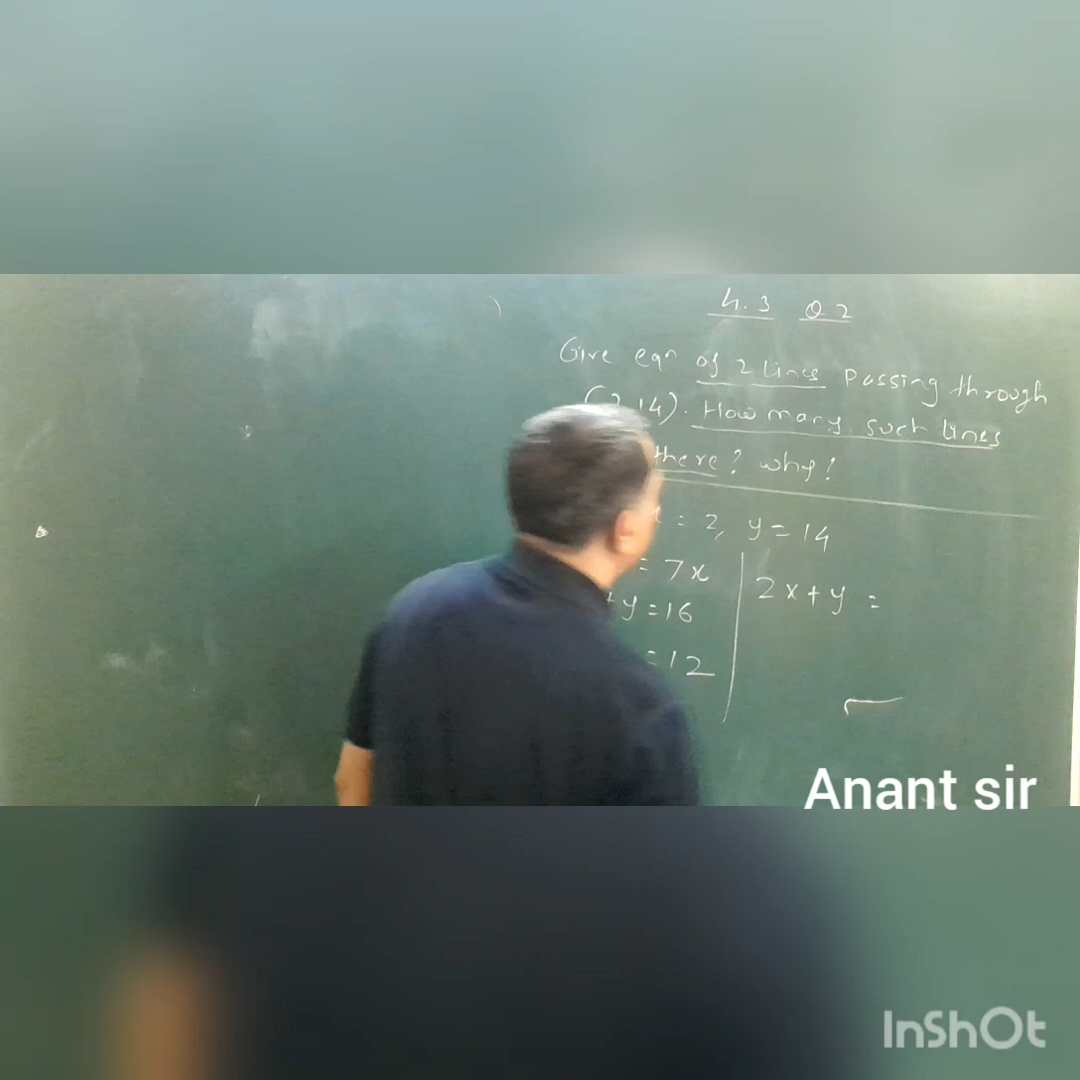 4.3 Q2
Give eqn of 2 lines passing through
14). How many such lines
there? why?
= 2, y = 14
= 7x
+ y = 16
= 12
2x + y =
Anant sir
InShOt